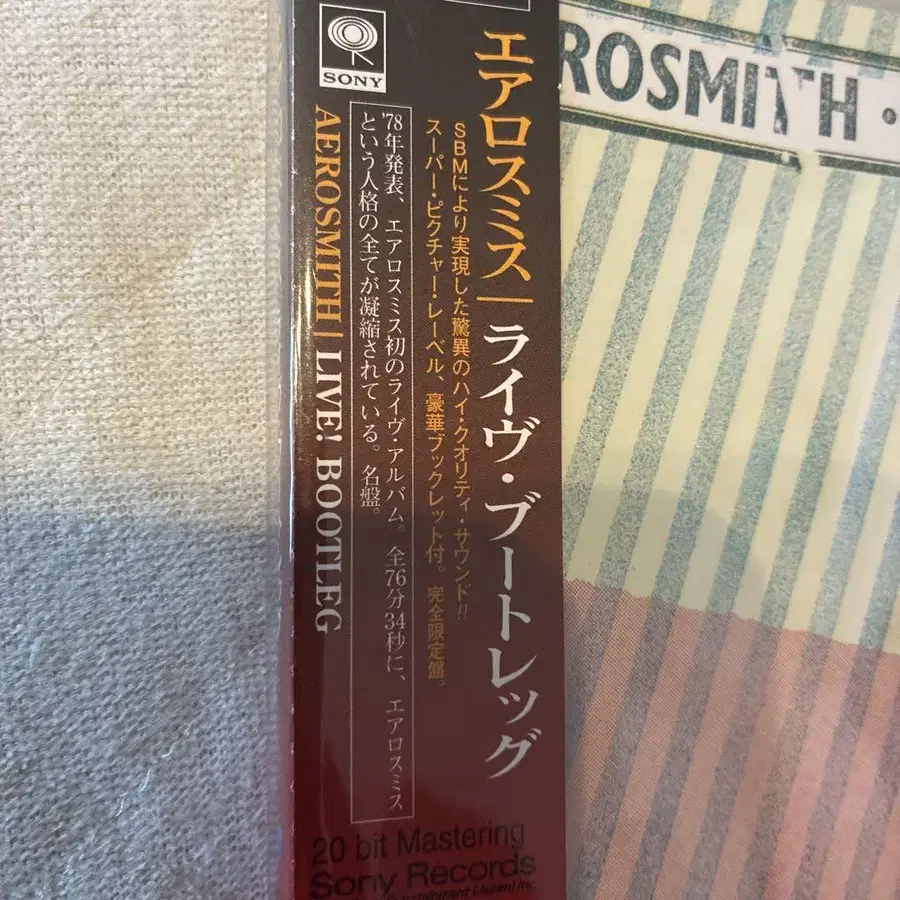 SONY
エアロスミス|ライヴ・ブートレッグ
SBMにより実現した驚異のハイ・クオリティ・サウンド!!
スーパー・ピクチャー・レーベル、豪華ブックレット付。完全限定盤。
'78年発表、エアロスミス初のライヴ・アルバム。全76分34秒に、エアロスミス
という人格の全てが凝縮されている。名盤。
AEROSMITH | LIVE! BOOTLEG
ROSMITH ·
20 bit Mastering
Sony Records